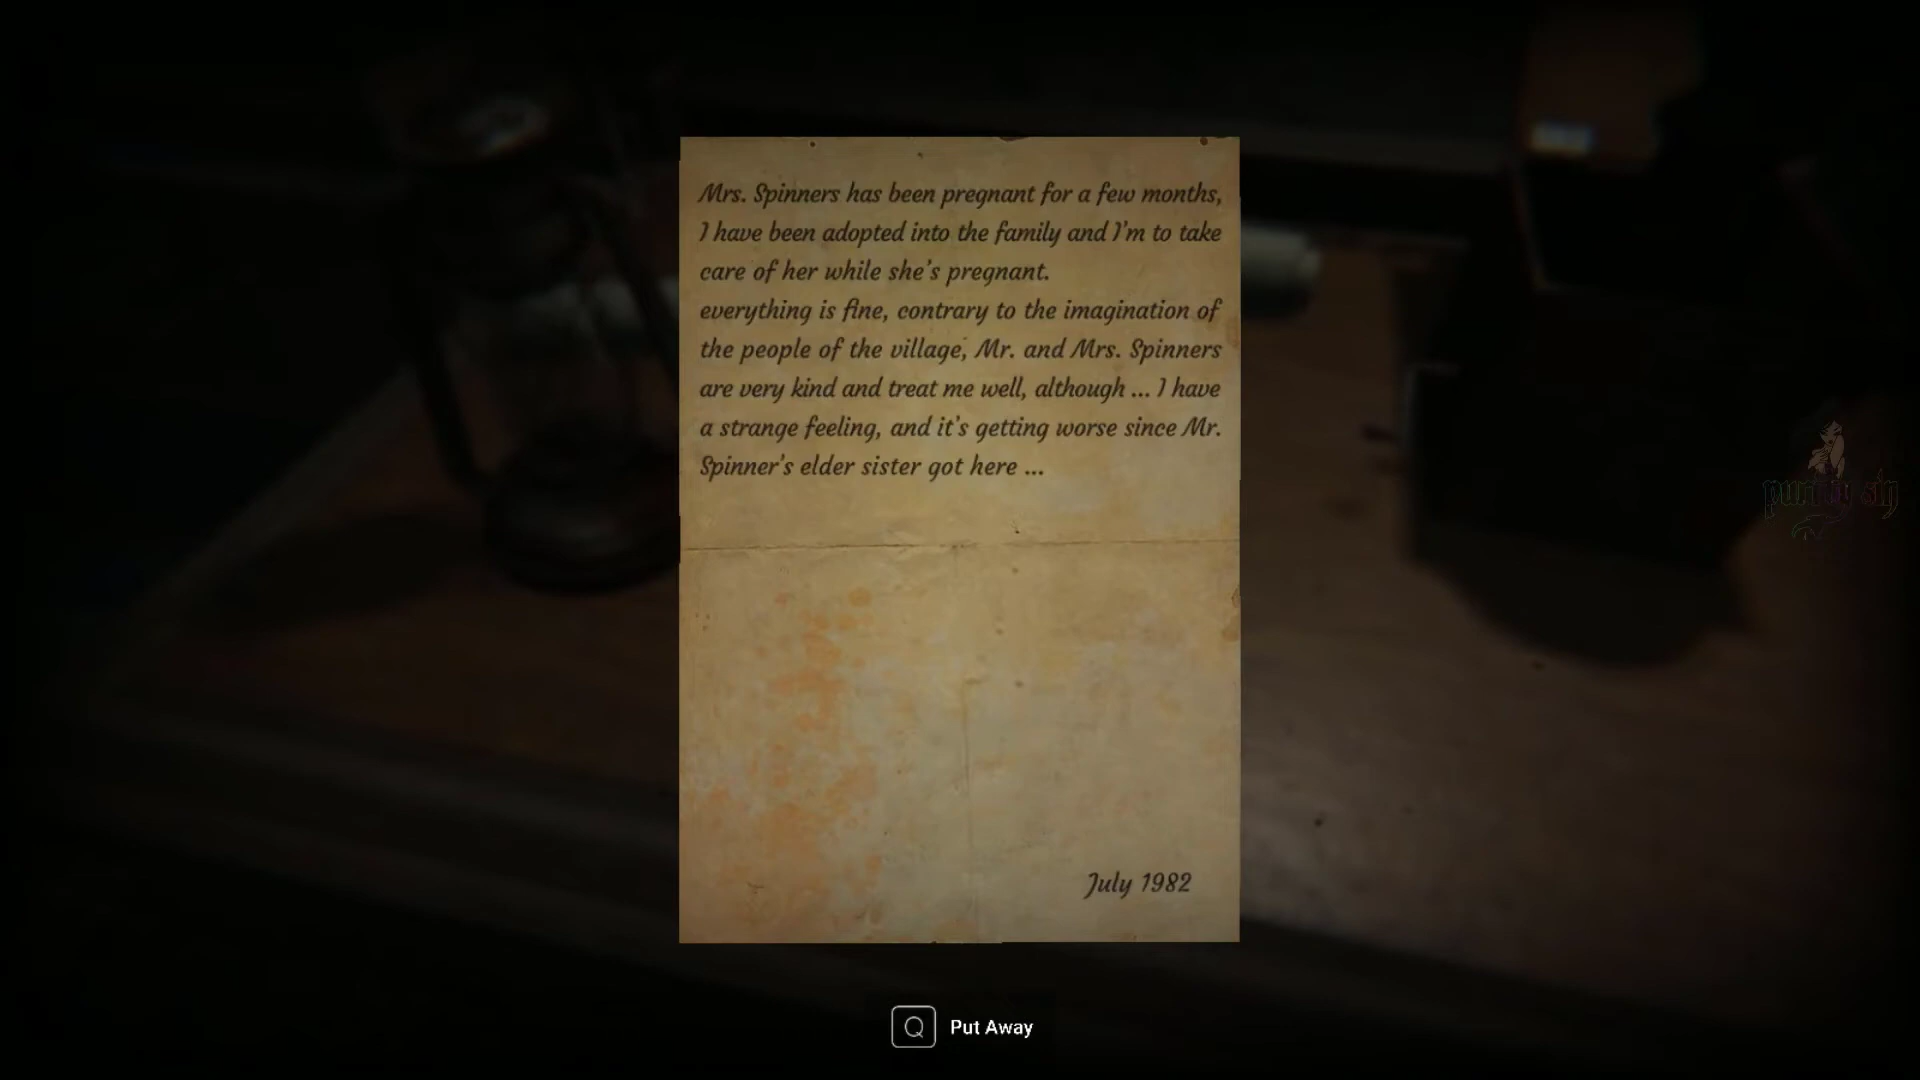 Mrs. Spinners has been pregnant for a few months,
I have been adopted into the family and I'm to take
care of her while she's pregnant.
everything is fine, contrary to the imagination of
the people of the village, Mr. and Mrs. Spinners
are very kind and treat me well, although ... I have
a strange feeling, and it's getting worse since Mr.
Spinner's elder sister got here ...
July 1982
Q Put Away